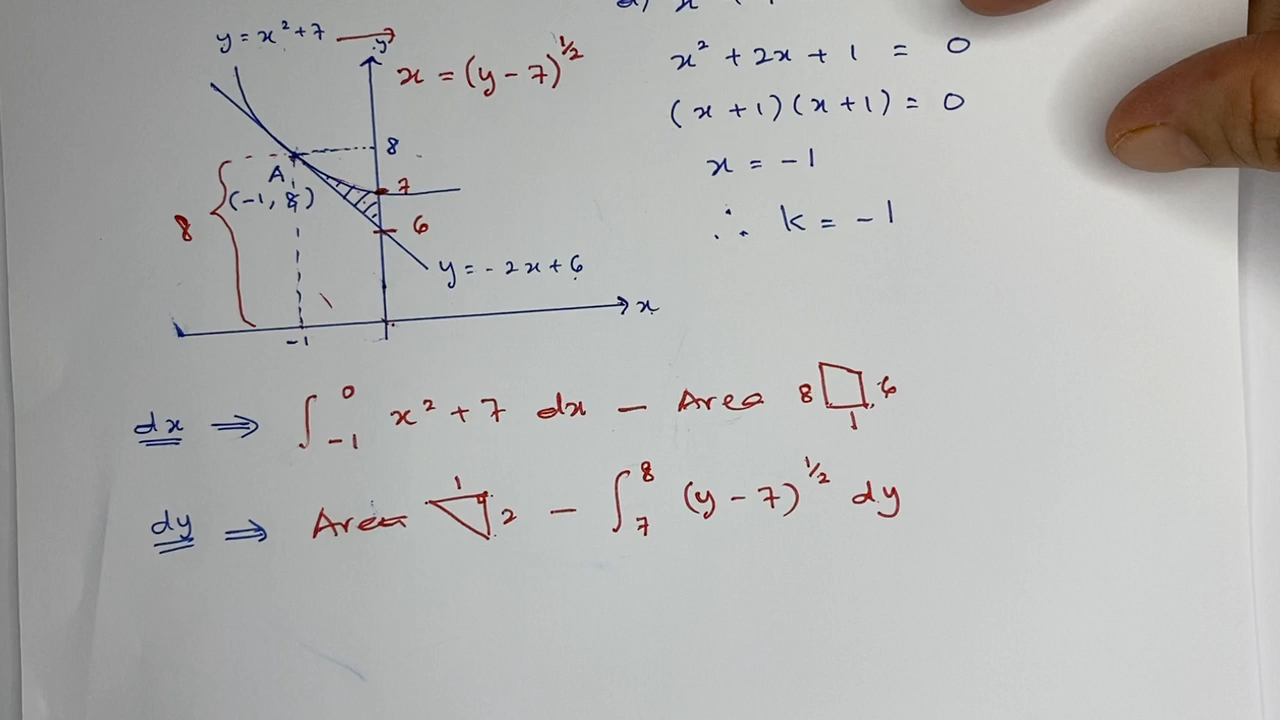 y = x² + 7
y
x = (y - 7)^½
8
A
(-1, 8)
7
8
6
y = - 2x + 6
x
-1
x² + 2x + 1 = 0
(x + 1)(x + 1) = 0
x = -1
∴ k = -1
dx ⇒ ∫₋₁⁰ x² + 7 dx - Area 8 6 1
dy ⇒ Area 1 2 - ∫₇⁸ (y - 7)^½ dy